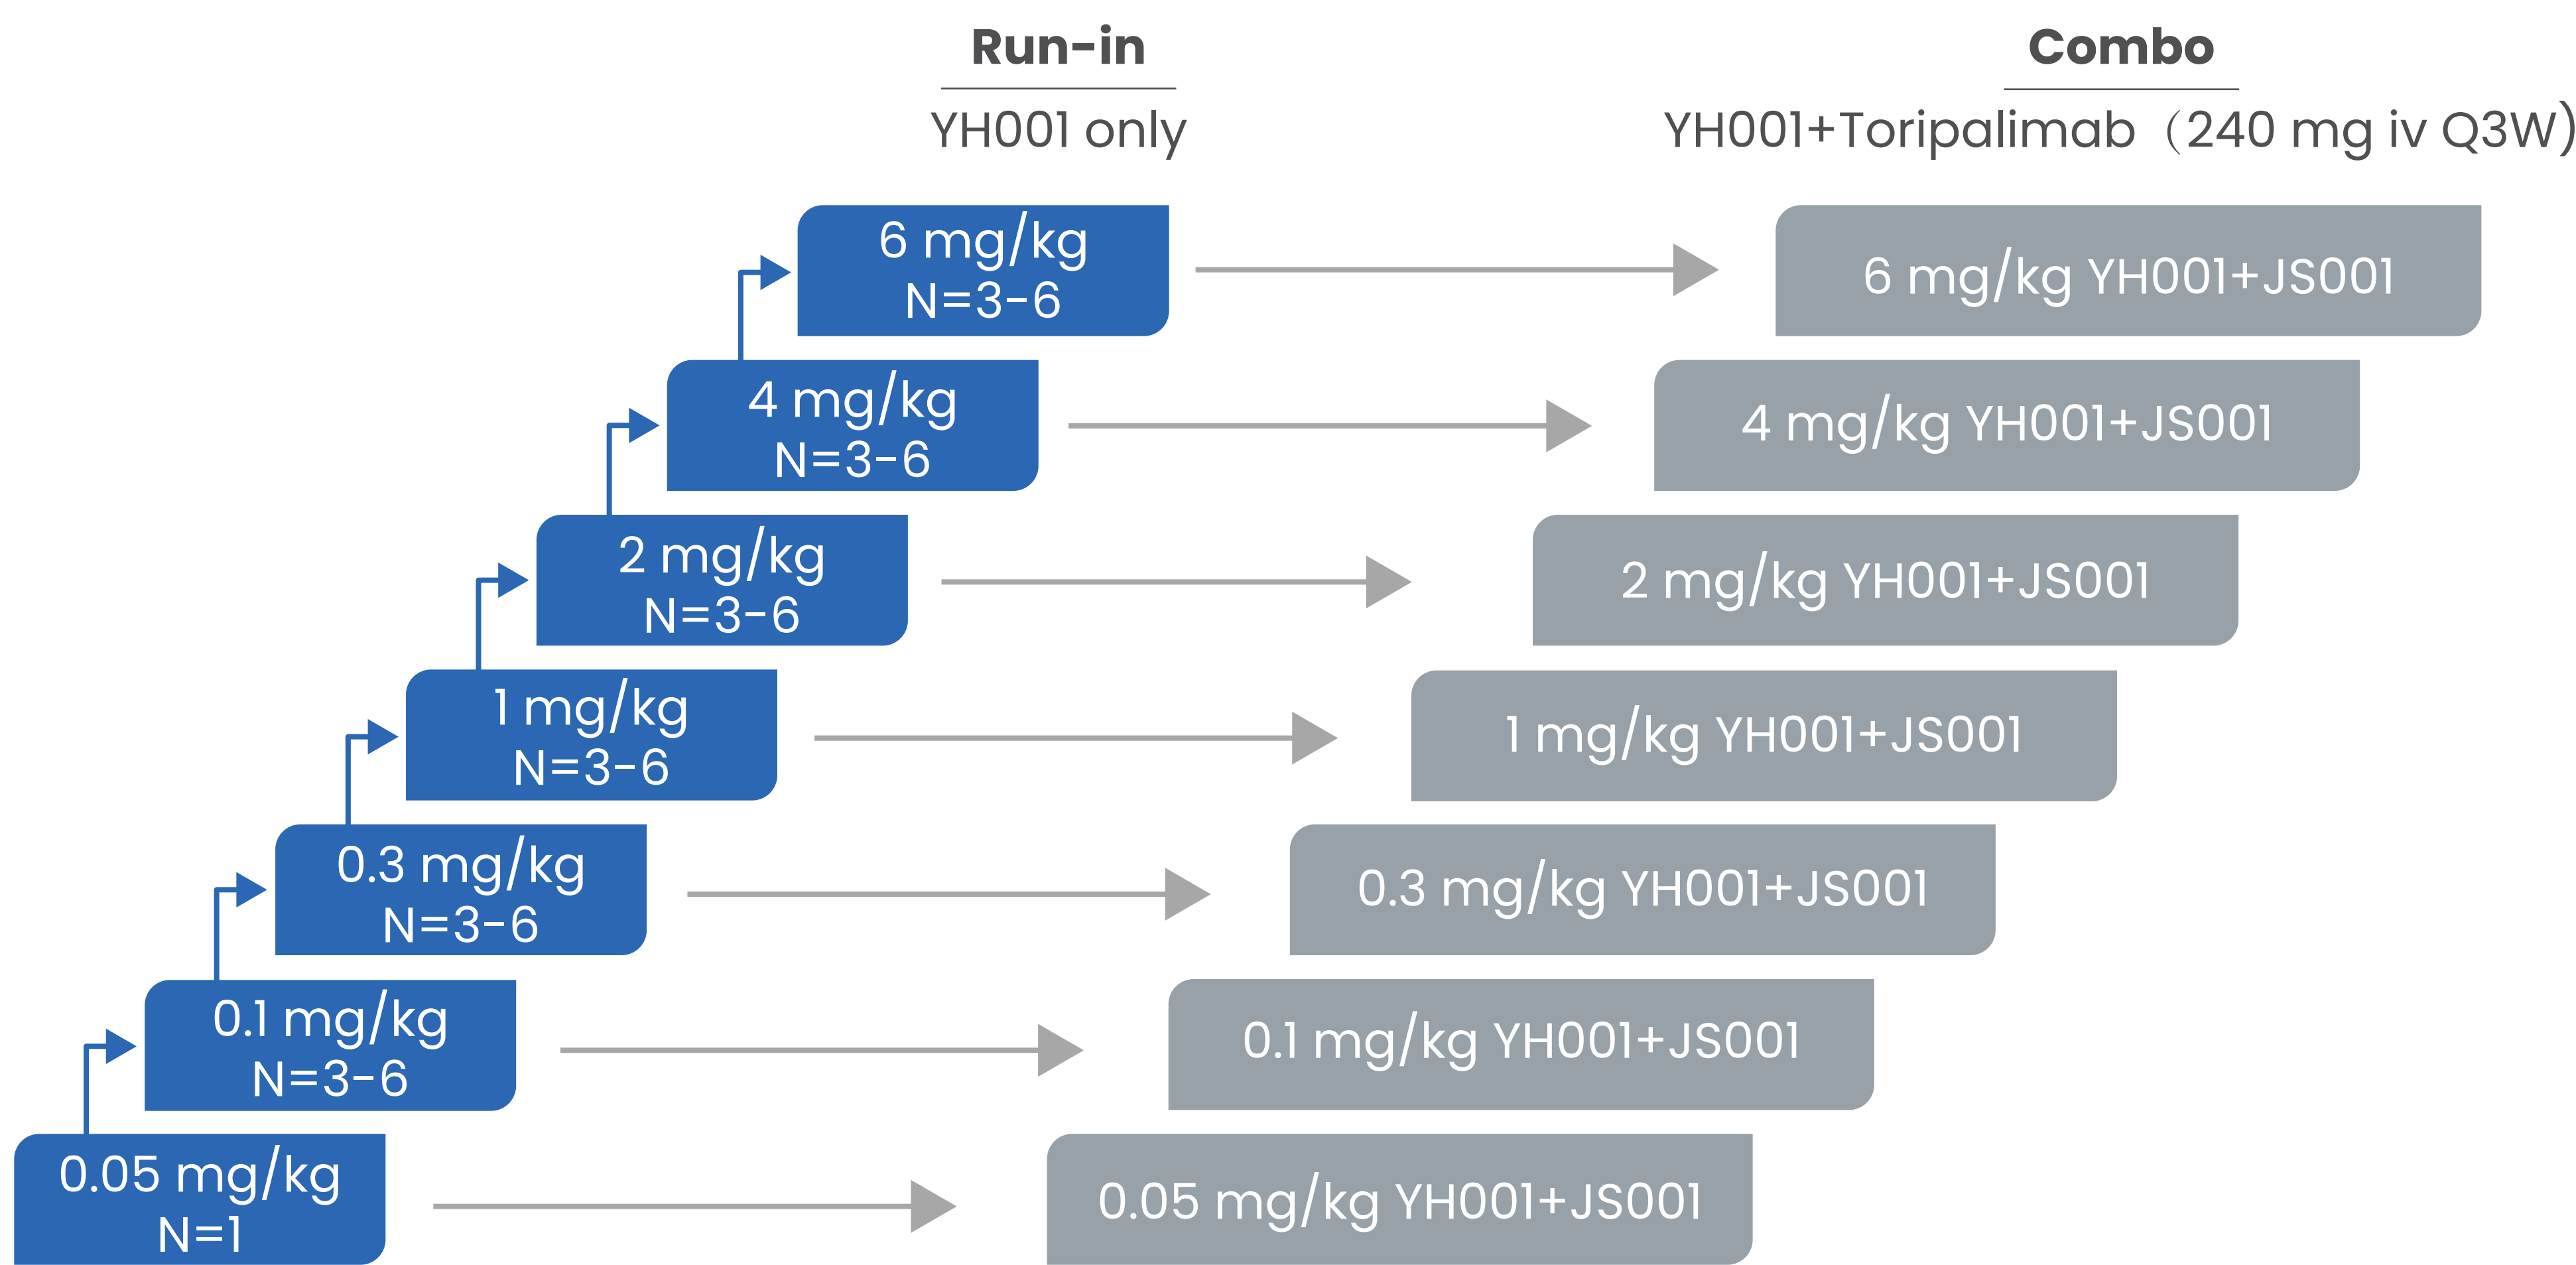 Run-in
Combo
YH001 only
YH001+Toripalimab（240 mg iv Q3W)
6 mg/kg
N=3-6
6 mg/kg YH001+JS001
4 mg/kg
N=3-6
4 mg/kg YH001+JS001
2 mg/kg
N=3-6
2 mg/kg YH001+JS001
1 mg/kg
N=3-6
1 mg/kg YH001+JS001
0.3 mg/kg
N=3-6
0.3 mg/kg YH001+JS001
0.1 mg/kg
N=3-6
0.1 mg/kg YH001+JS001
0.05 mg/kg
N=1
0.05 mg/kg YH001+JS001